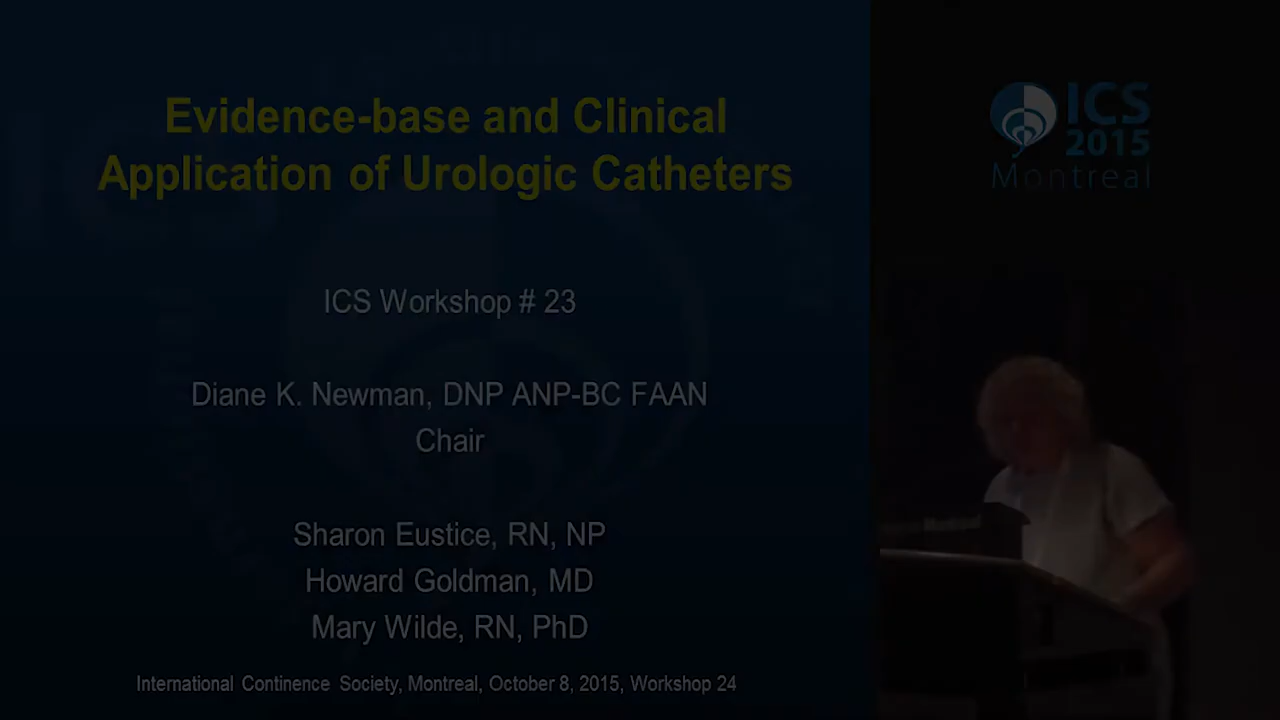 Evidence-base and Clinical
Application of Urologic Catheters
ICS Workshop # 23
Diane K. Newman, DNP ANP-BC FAAN
Chair
Sharon Eustice, RN, NP
Howard Goldman, MD
Mary Wilde, RN, PhD
International Continence Society, Montreal, October 8, 2015, Workshop 24
ICS
2015
Montreal